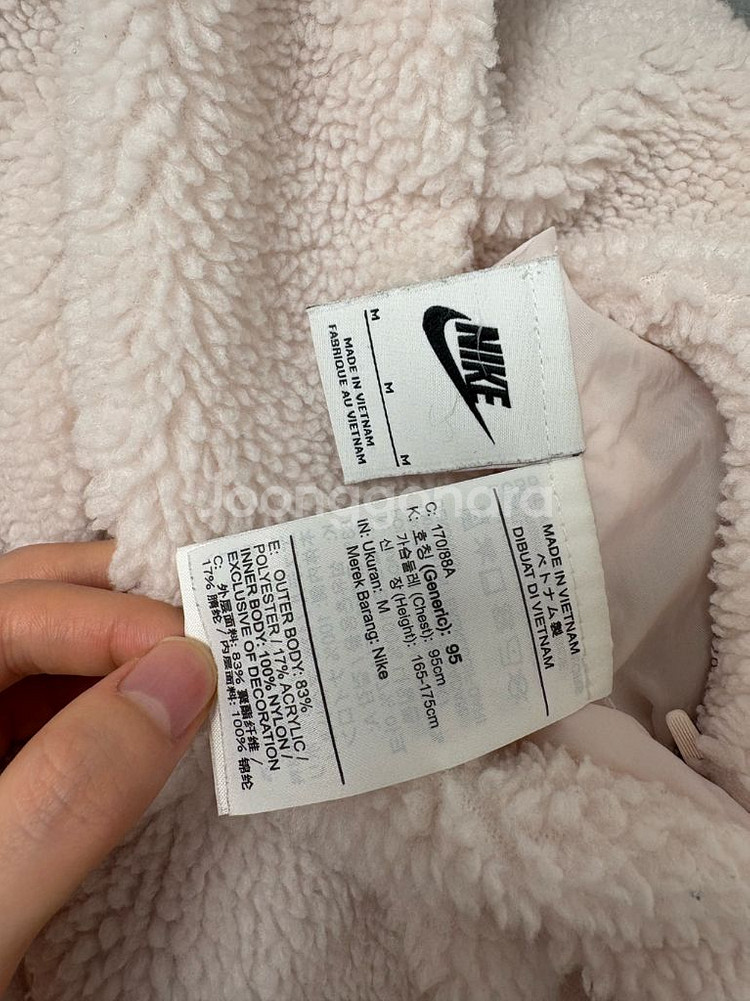 NIKE
M
M
M
MADE IN VIETNAM
FABRIQUE AU VIETNAM
Joonggonara
MADE IN VIETNAM
ベトナム製
DIBUAT DI VIETNAM
C: 170/88A
K: 호칭 (Generic): 95
가슴둘레 (Chest): 95cm
신 장 (Height): 165-175cm
IN: Ukuran: M
Merek Barang: Nike
E: OUTER BODY: 83%
POLYESTER / 17% ACRYLIC /
INNER BODY: 100% NYLON /
EXCLUSIVE OF DECORATION
C: 外层面料: 83% 聚酯纤维 /
17% 腈纶 / 内层面料: 100% 锦纶